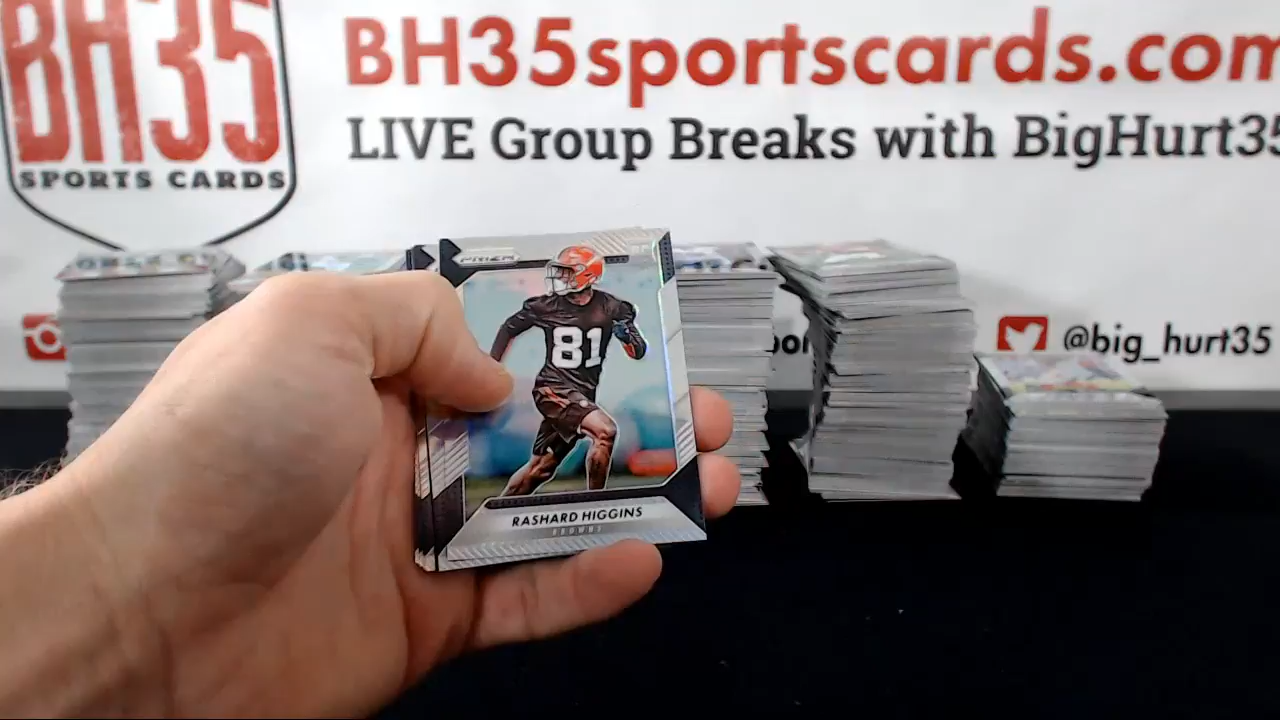 BH35
SPORTS CARDS
BH35sportscards.com
LIVE Group Breaks with BigHurt35
@big_hurt35
PRIZM
81
RASHARD HIGGINS
BROWNS